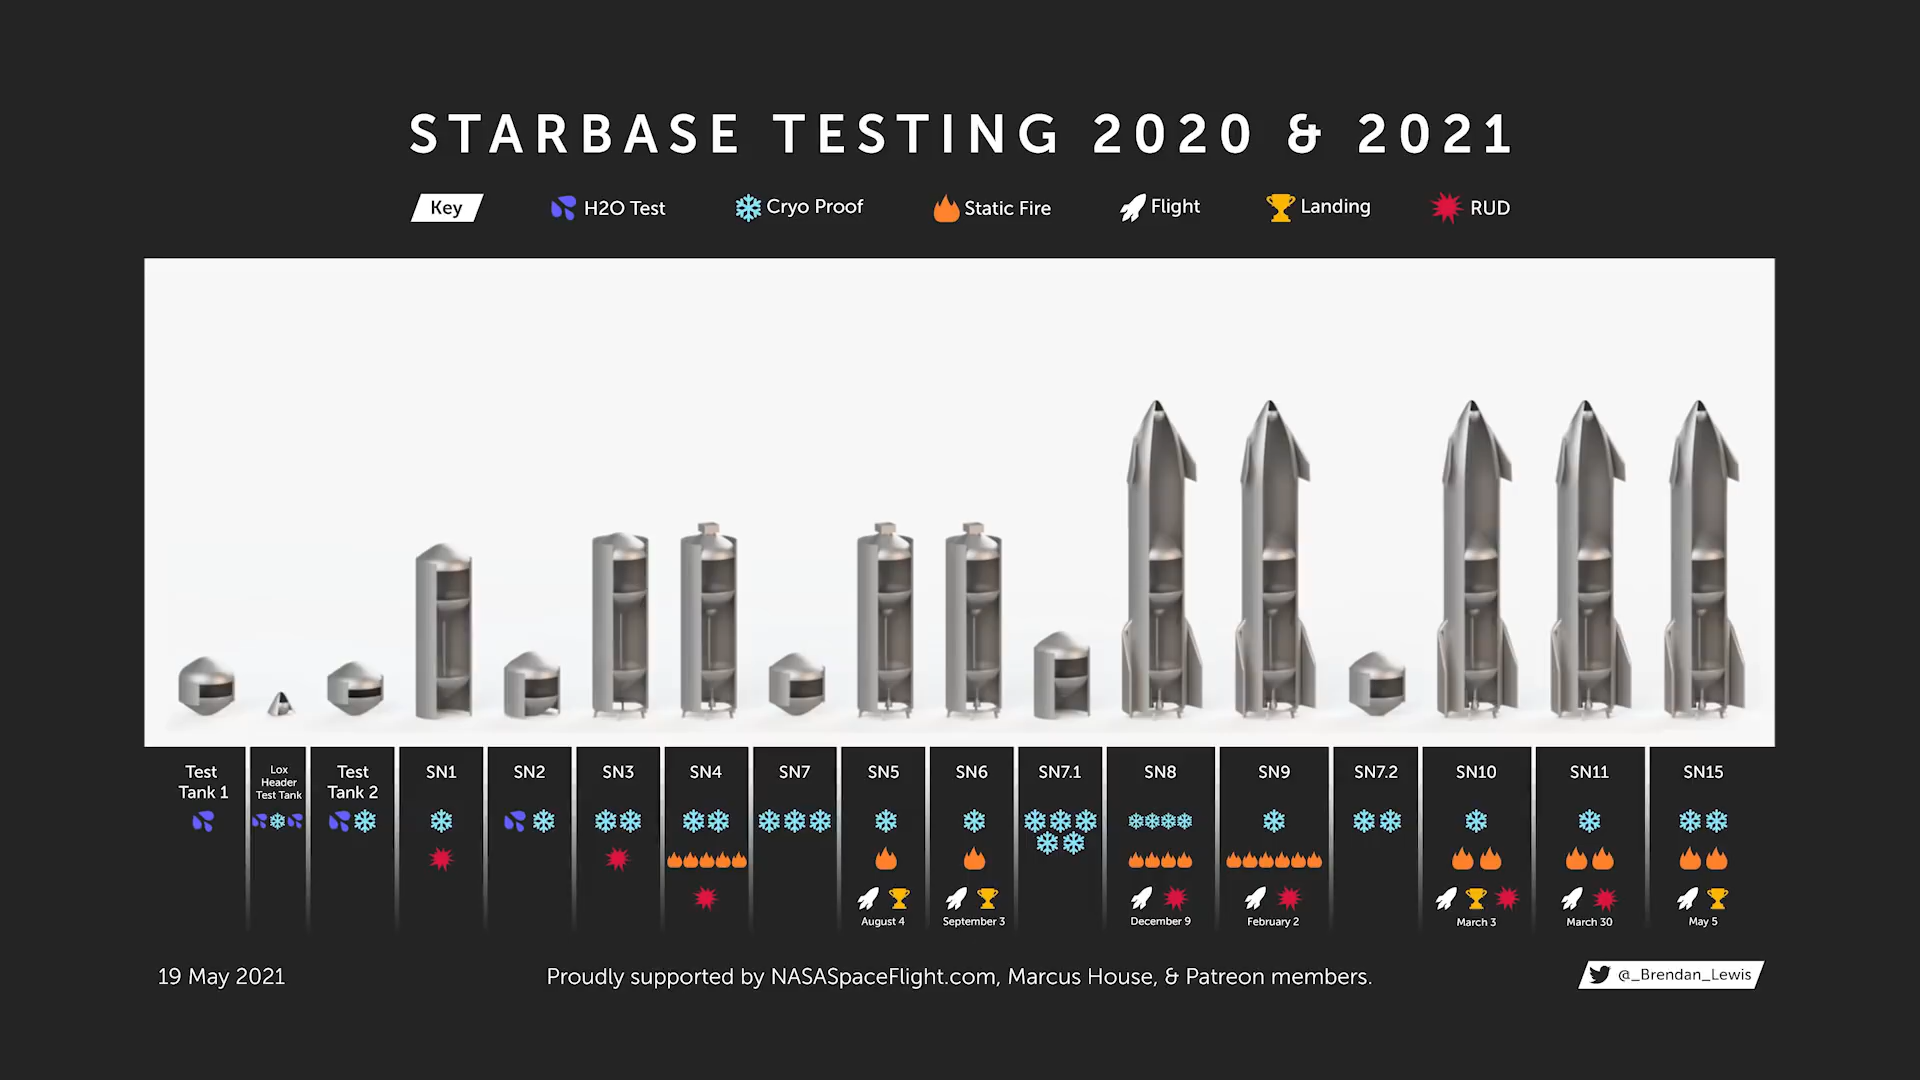 STARBASE TESTING 2020 & 2021
Key
H2O Test
Cryo Proof
Static Fire
Flight
Landing
RUD
Test
Tank 1
Lox
Header
Test Tank
Test
Tank 2
SN1
SN2
SN3
SN4
SN7
SN5
August 4
SN6
September 3
SN7.1
SN8
December 9
SN9
February 2
SN7.2
SN10
March 3
SN11
March 30
SN15
May 5
19 May 2021
Proudly supported by NASASpaceFlight.com, Marcus House, & Patreon members.
@_Brendan_Lewis